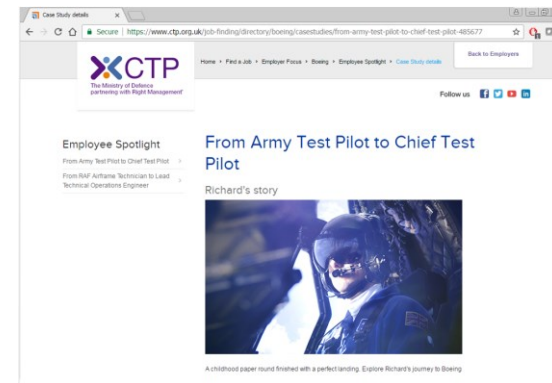 Case Study details
Secure | https://www.ctp.org.uk/job-finding/directory/boeing/casestudies/from-army-test-pilot-to-chief-test-pilot-485677
CTP
The Ministry of Defence
partnering with Right Management
Home • Find a Job • Employer Focus • Boeing • Employee Spotlight • Case Study details
Back to Employers
Follow us
Employee Spotlight
From Army Test Pilot to Chief Test Pilot
From RAF Airframe Technician to Lead
Technical Operations Engineer
From Army Test Pilot to Chief Test
Pilot
Richard's story
A childhood paper round finished with a perfect landing. Explore Richard's journey to Boeing